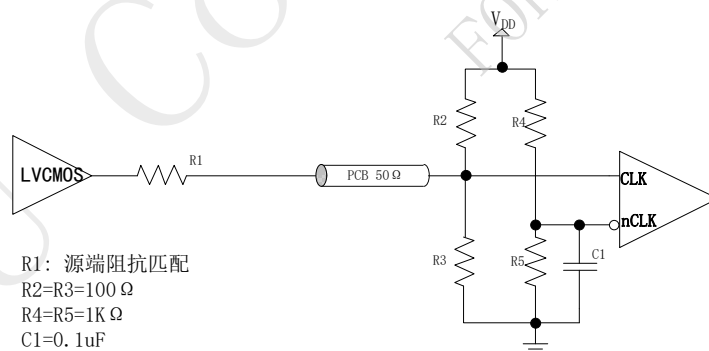 V_DD
R2
R4
R1
LVCMOS
PCB 50Ω
CLK
nCLK
R3
R5
C1
R1: 源端阻抗匹配
R2=R3=100Ω
R4=R5=1KΩ
C1=0.1uF